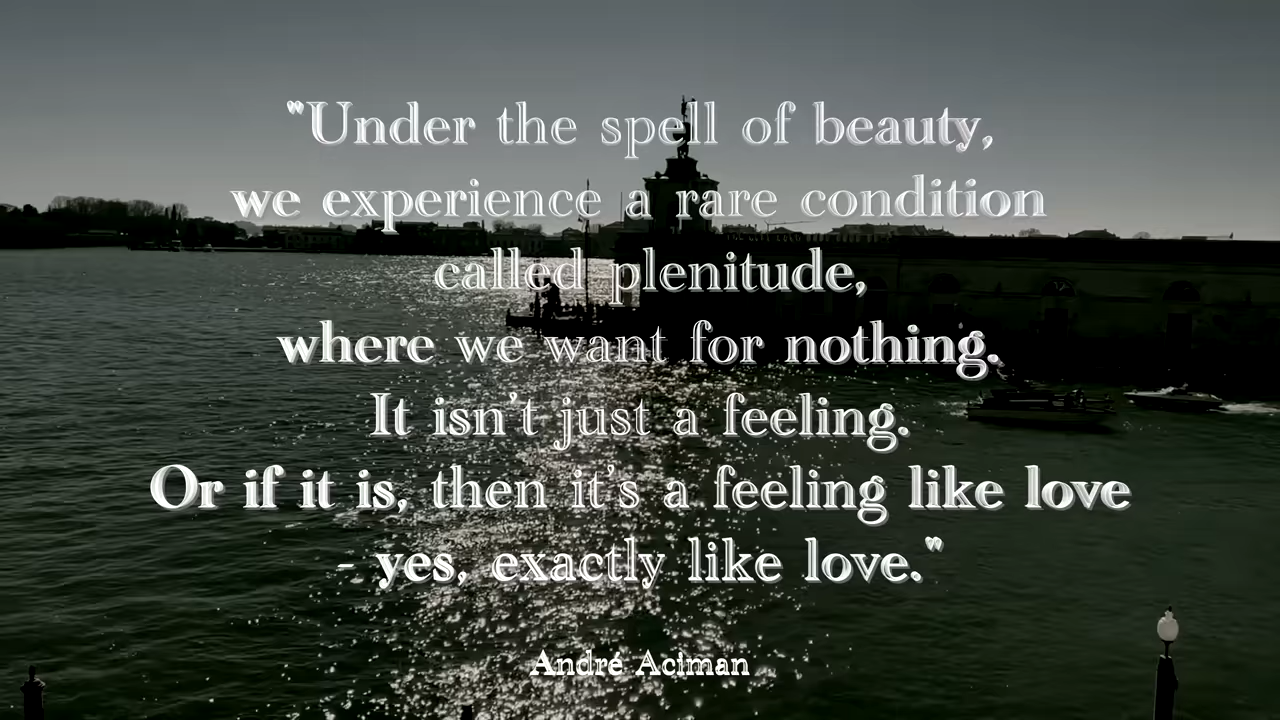 "Under the spell of beauty,
we experience a rare condition
called plenitude,
where we want for nothing.
It isn't just a feeling.
Or if it is, then it's a feeling like love
- yes, exactly like love."
André Aciman